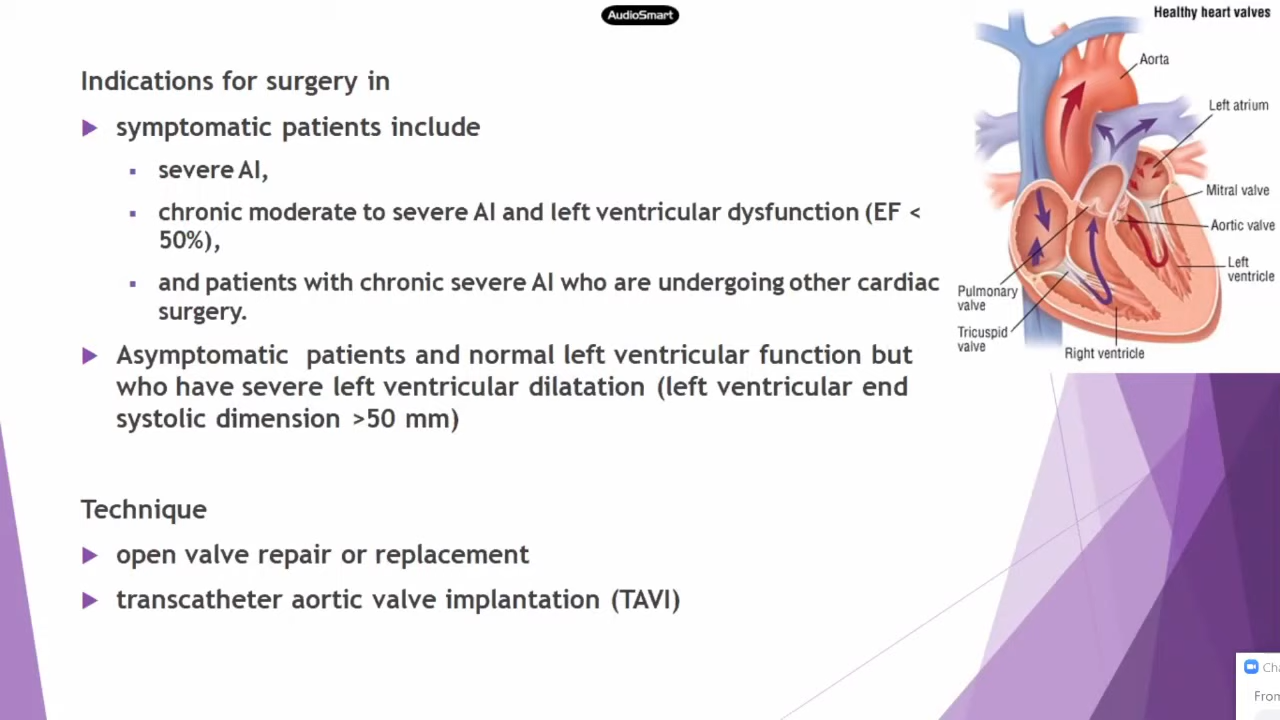 AudioSmart
Healthy heart valves
Indications for surgery in
symptomatic patients include
severe AI,
chronic moderate to severe AI and left ventricular dysfunction (EF <
50%),
and patients with chronic severe AI who are undergoing other cardiac
surgery.
Asymptomatic  patients and normal left ventricular function but
who have severe left ventricular dilatation (left ventricular end
systolic dimension >50 mm)
Technique
open valve repair or replacement
transcatheter aortic valve implantation (TAVI)
Aorta
Left atrium
Mitral valve
Aortic valve
Left
ventricle
Pulmonary
valve
Tricuspid
valve
Right ventricle
Cha
From